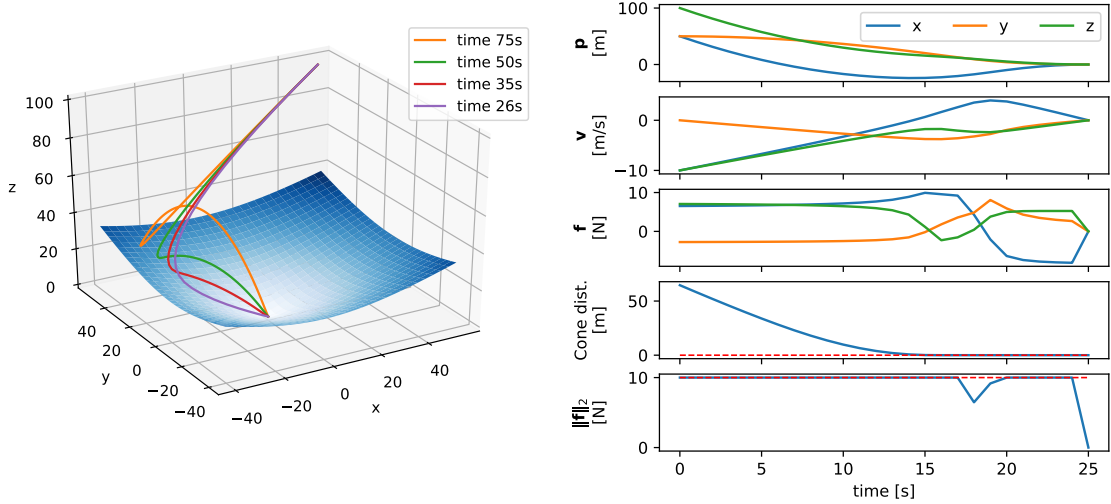 time 75s
time 50s
time 35s
time 26s
100
80
60
40
20
0
z
40
20
0
−20
−40
y
−40
−20
0
20
40
x
x y z
100
0
p
[m]
0
−10
v
[m/s]
10
0
f
[N]
50
0
Cone dist.
[m]
10
0
‖f‖₂
[N]
0 5 10 15 20 25
time [s]